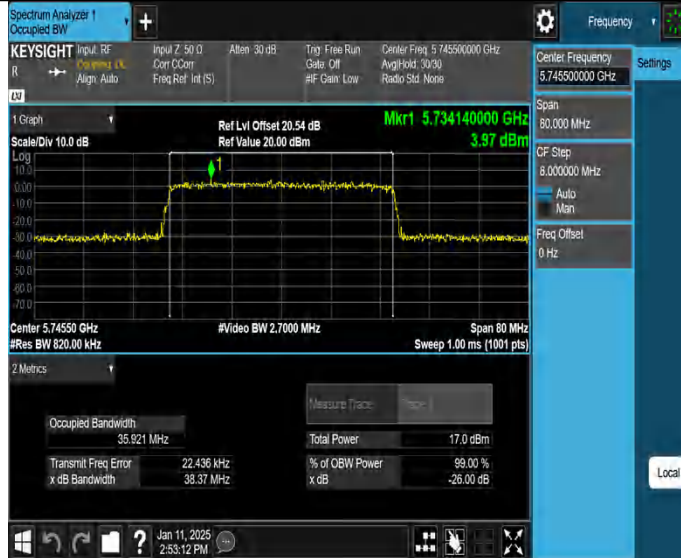 Spectrum Analyzer 1
Occupied BW
+
Frequency
KEYSIGHT
Input: RF
Coupling: DC
Align: Auto
Input Z: 50 Ω
Corr CCorr
Freq Ref: Int (S)
Atten: 30 dB
Trig: Free Run
Gate: Off
#IF Gain: Low
Center Freq: 5.745500000 GHz
Avg|Hold: 30/30
Radio Std: None
R
LXI
Center Frequency
5.745500000 GHz
Settings
Span
80.000 MHz
CF Step
8.000000 MHz
Auto
Man
Freq Offset
0 Hz
1 Graph
Scale/Div 10.0 dB
Ref Lvl Offset 20.54 dB
Ref Value 20.00 dBm
Mkr1 5.734140000 GHz
3.97 dBm
Log
10.0
0.00
-10.0
-20.0
-30.0
-40.0
-50.0
-60.0
-70.0
1
Center 5.74550 GHz
#Res BW 820.00 kHz
#Video BW 2.7000 MHz
Span 80 MHz
Sweep 1.00 ms (1001 pts)
2 Metrics
Measure Trace
Trace 1
Occupied Bandwidth
35.921 MHz
Total Power
17.0 dBm
Transmit Freq Error
22.436 kHz
% of OBW Power
99.00 %
x dB Bandwidth
38.37 MHz
x dB
-26.00 dB
Local
?
Jan 11, 2025
2:53:12 PM